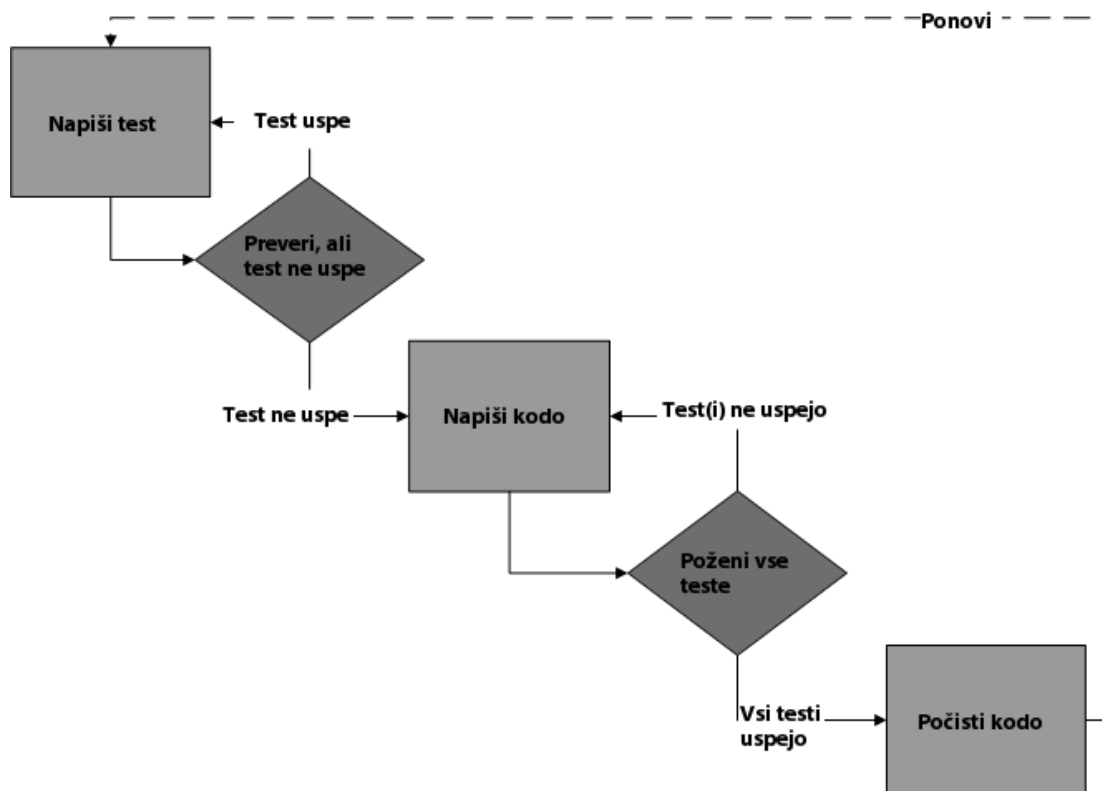 Ponovi
Napiši test
Test uspe
Preveri, ali
test ne uspe
Test ne uspe
Napiši kodo
Test(i) ne uspejo
Poženi vse
teste
Vsi testi
uspejo
Počisti kodo